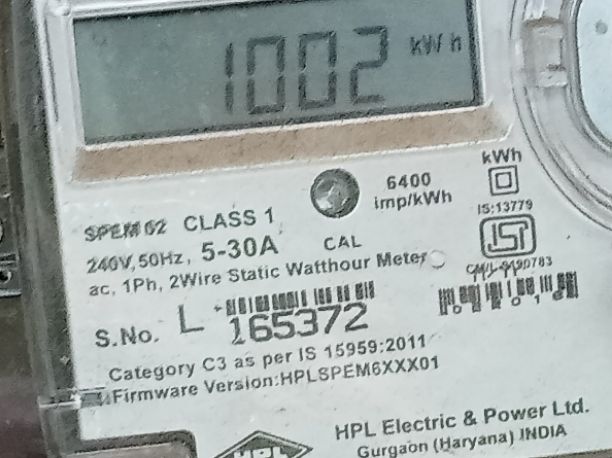 1002 kWh
kWh
6400
imp/kWh
IS:13779
SPEM 62 CLASS 1
240V, 50Hz, 5-30A CAL
ac, 1Ph, 2Wire Static Watthour Meter
S.No. L 165372
Category C3 as per IS 15959:2011
Firmware Version:HPLSPEM6XXX01
HPL Electric & Power Ltd.
Gurgaon (Haryana) INDIA
HPL